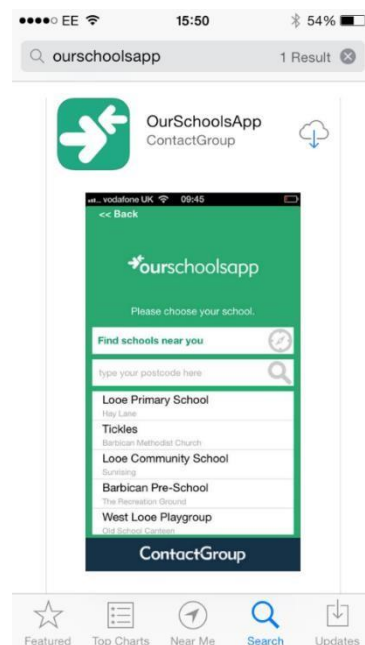 EE 15:50 54%
ourschoolsapp 1 Result
OurSchoolsApp
ContactGroup
vodafone UK 09:45
<< Back
ourschoolsapp
Please choose your school.
Find schools near you
type your postcode here
Looe Primary School
Hay Lane
Tickles
Barbican Methodist Church
Looe Community School
Sunrising
Barbican Pre-School
The Recreation Ground
West Looe Playgroup
Old School Canteen
ContactGroup
Featured Top Charts Near Me Search Updates